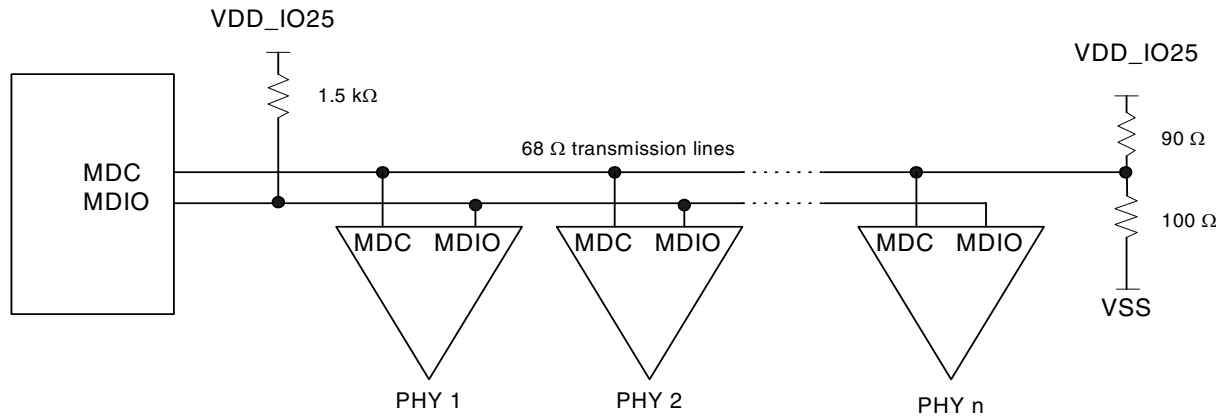 VDD_IO25
VDD_IO25
1.5 kΩ
90 Ω
68 Ω transmission lines
MDC
MDIO
100 Ω
MDC MDIO
MDC MDIO
MDC MDIO
VSS
PHY 1
PHY 2
PHY n